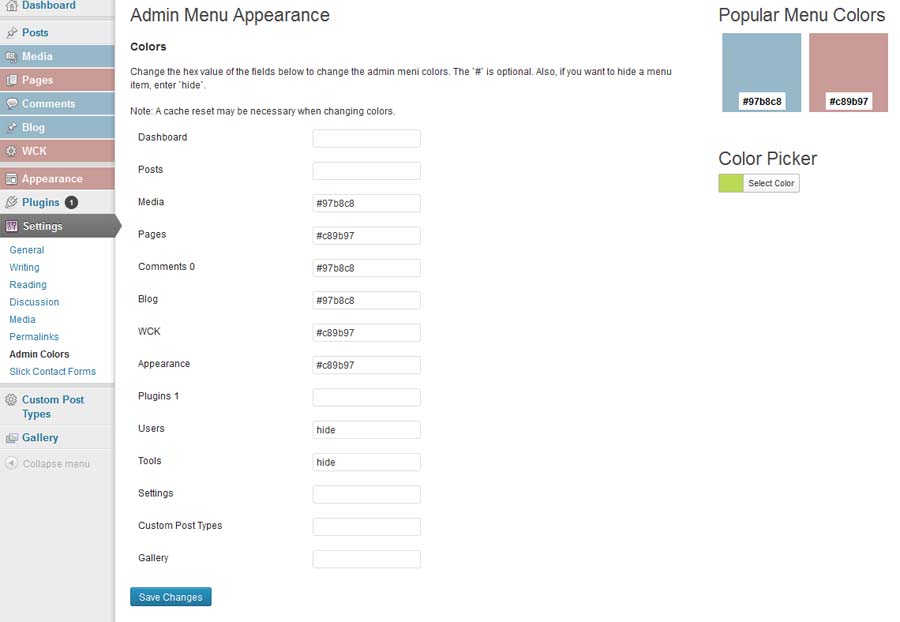 Dashboard
Posts
Media
Pages
Comments
Blog
WCK
Appearance
Plugins 1
Settings
General
Writing
Reading
Discussion
Media
Permalinks
Admin Colors
Slick Contact Forms
Custom Post
Types
Gallery
Collapse menu
Admin Menu Appearance
Colors
Change the hex value of the fields below to change the admin meni colors. The `#` is optional. Also, if you want to hide a menu
item, enter `hide`.
Note: A cache reset may be necessary when changing colors.
Dashboard
Posts
Media #97b8c8
Pages #c89b97
Comments 0 #97b8c8
Blog #97b8c8
WCK #c89b97
Appearance #c89b97
Plugins 1
Users hide
Tools hide
Settings
Custom Post Types
Gallery
Save Changes
Popular Menu Colors
#97b8c8 #c89b97
Color Picker
Select Color